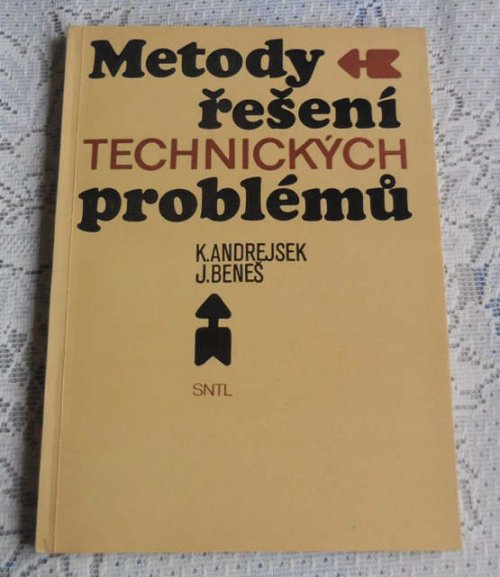 Metody
řešení
TECHNICKÝCH
problémů
K.ANDREJSEK
J.BENEŠ
SNTL